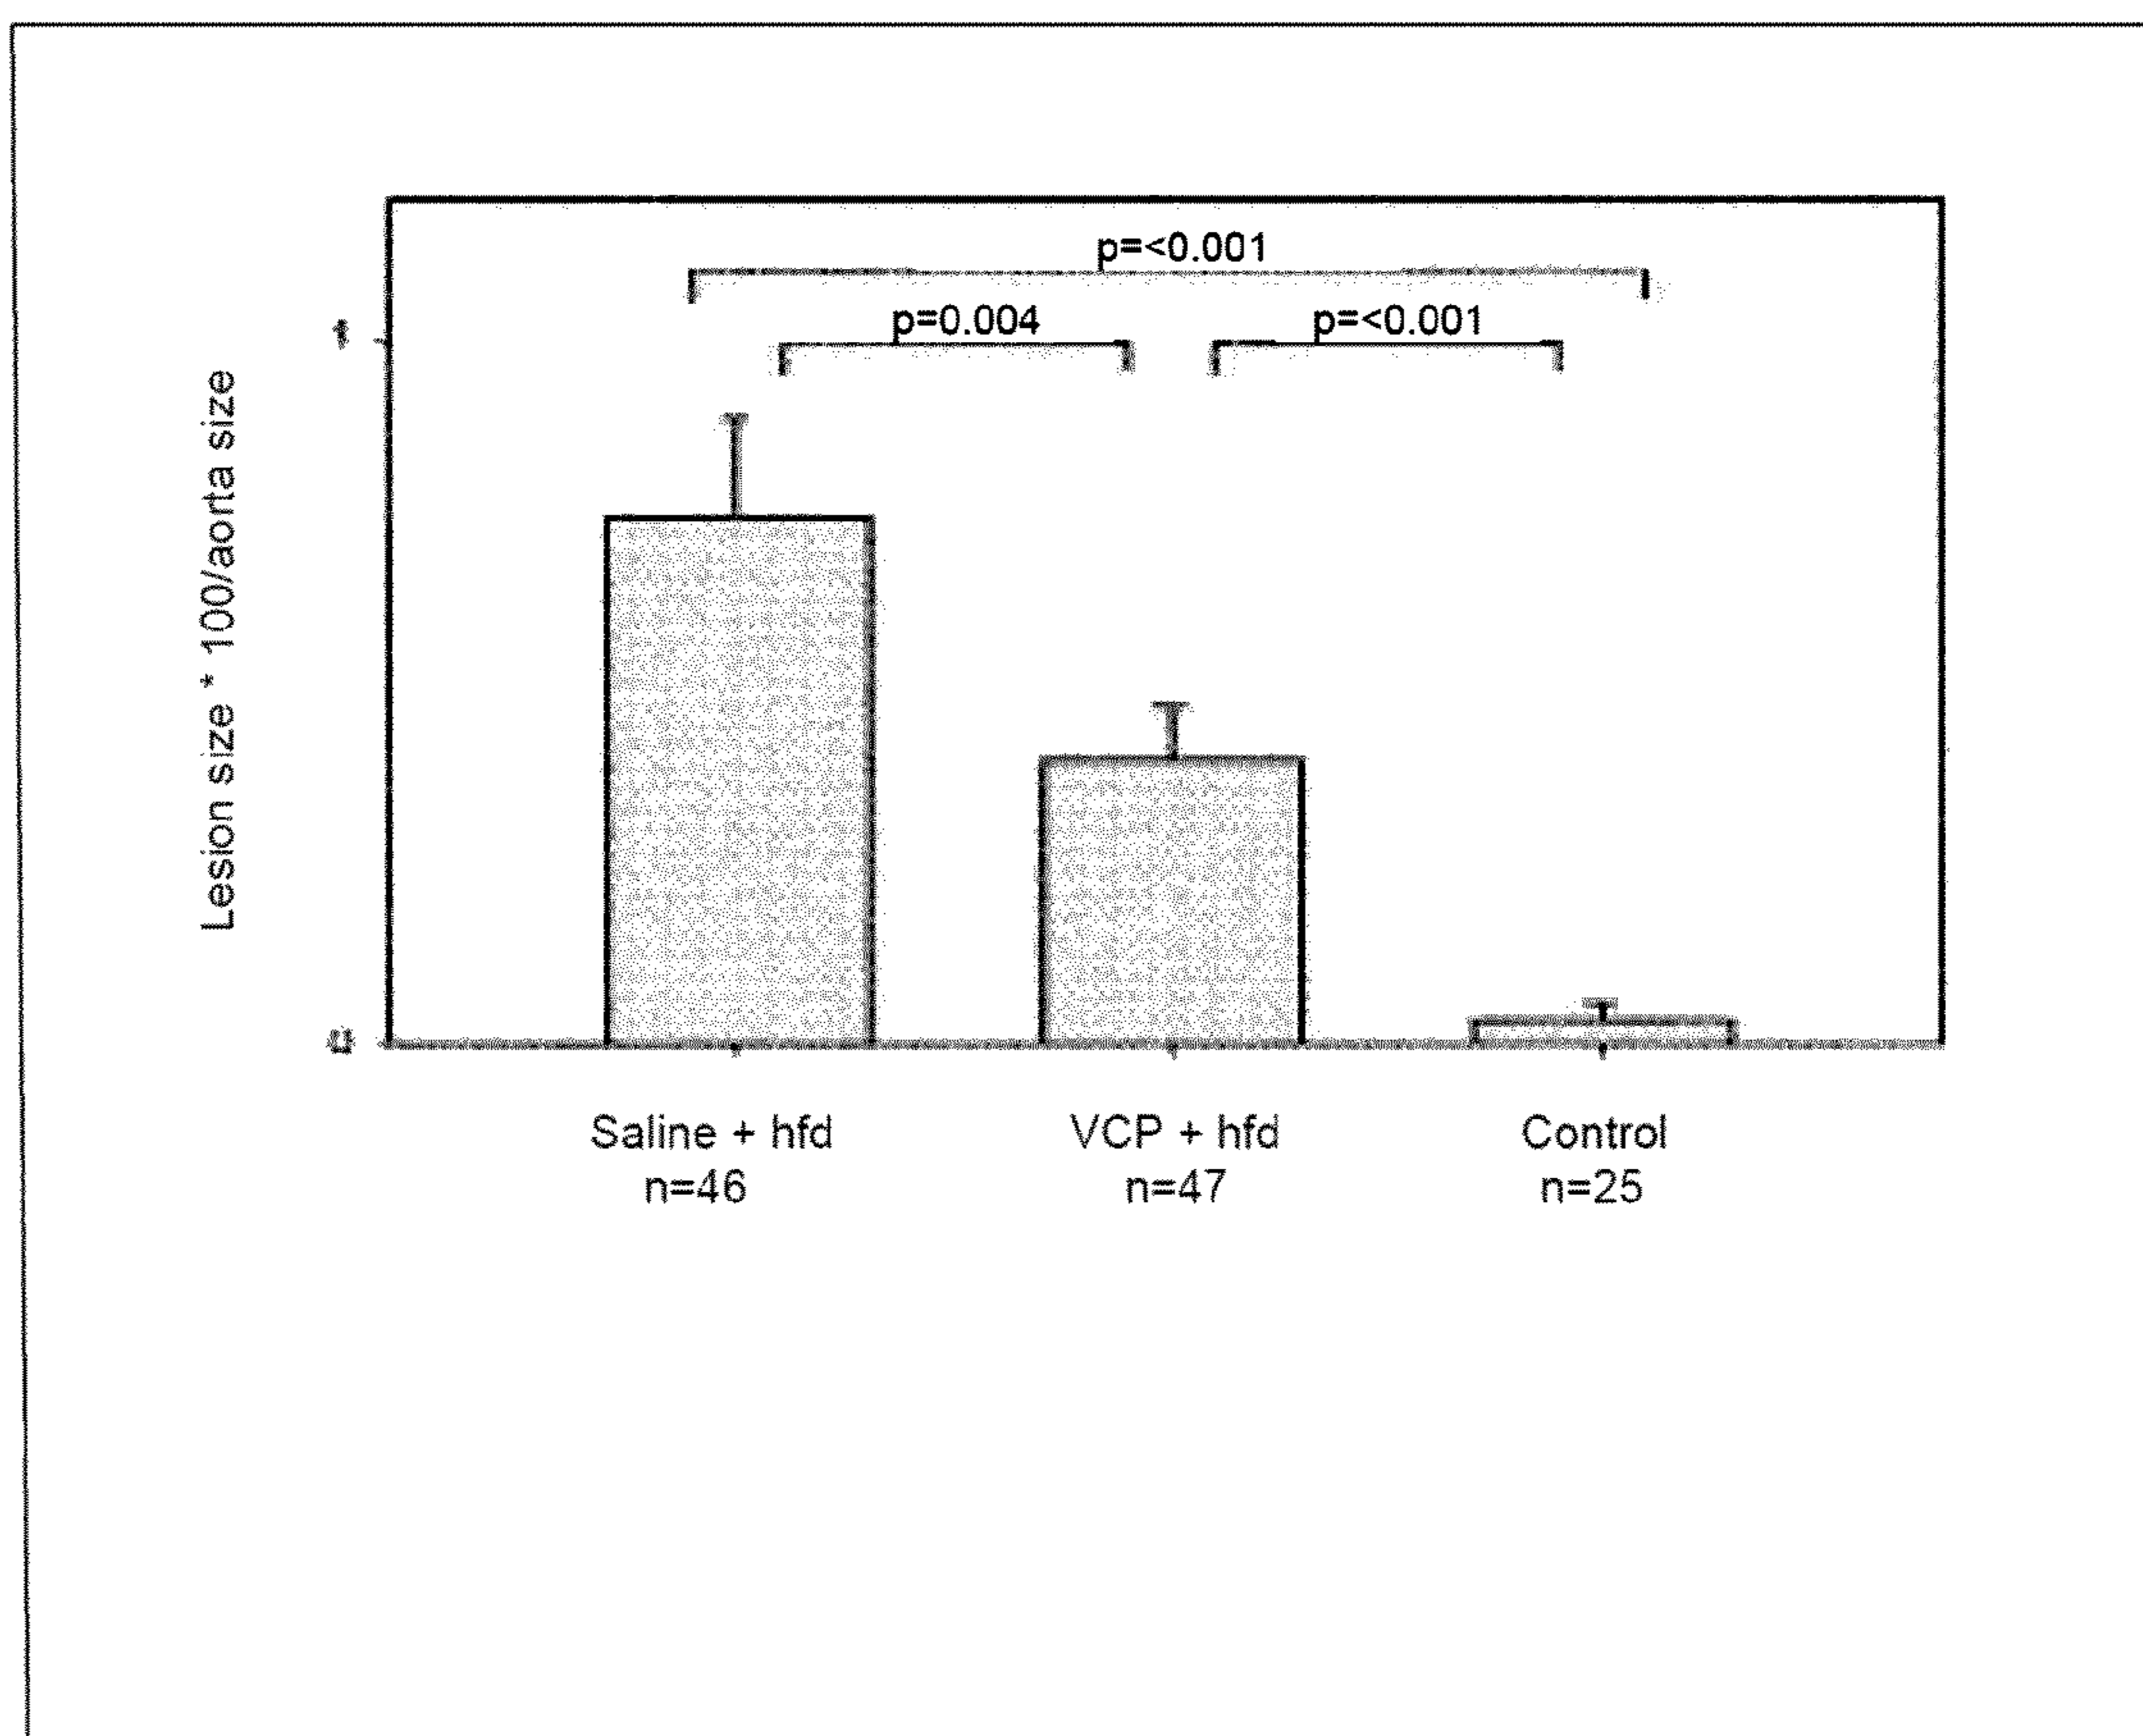 p=<0.001
p=0.004
p=<0.001
Lesion size * 100/aorta size
Saline + hfd
VCP + hfd
Control
n=46
n=47
n=25